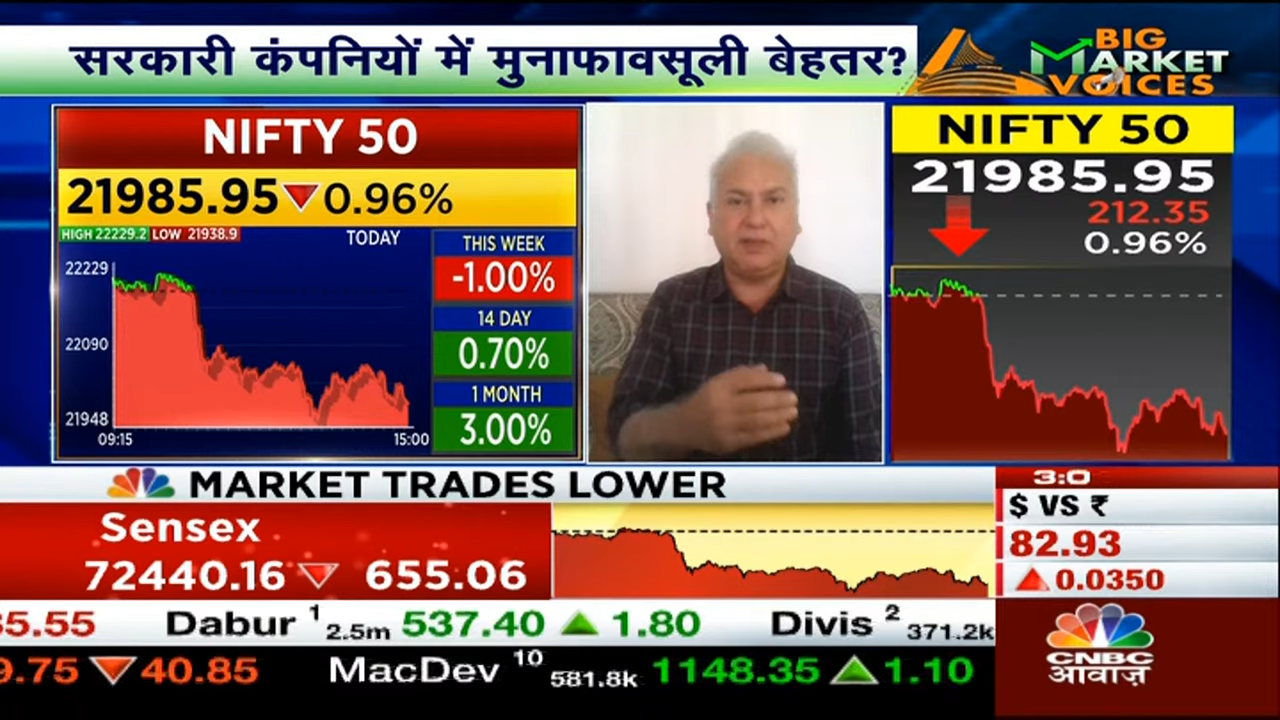 सरकारी कंपनियों में मुनाफावसूली बेहतर?
BIG
MARKET
VOICES
NIFTY 50
21985.95 0.96%
HIGH 22229.2 LOW 21938.9
TODAY
22229
22090
21948
09:15 15:00
THIS WEEK
-1.00%
14 DAY
0.70%
1 MONTH
3.00%
NIFTY 50
21985.95
212.35
0.96%
MARKET TRADES LOWER
Sensex
72440.16 655.06
3:0
$ VS ₹
82.93
0.0350
5.55 Dabur 1 2.5m 537.40 1.80 Divis 2 371.2k
9.75 40.85 MacDev 10 581.8k 1148.35 1.10
CNBC
आवाज़